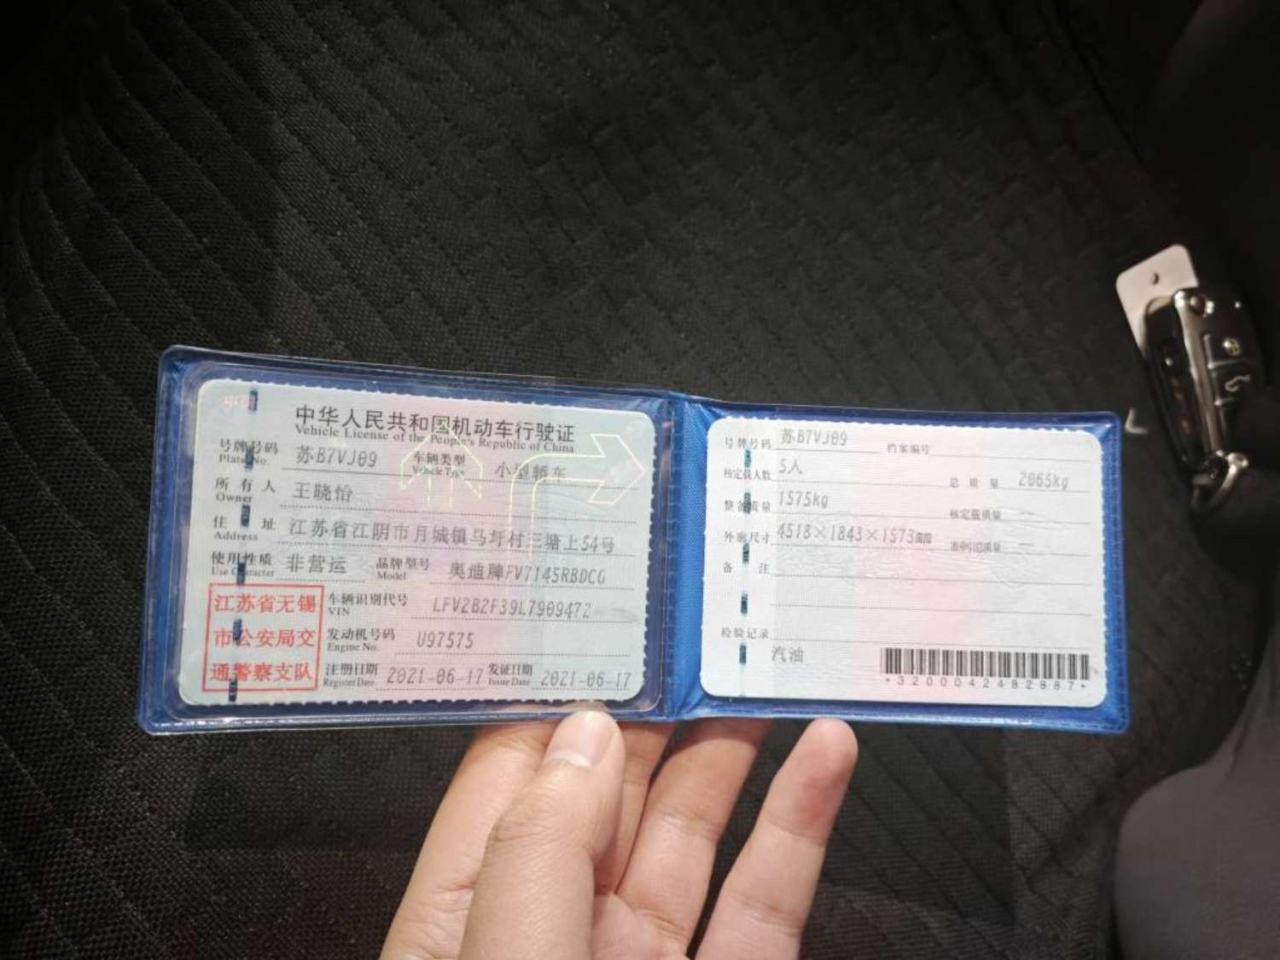 中华人民共和国机动车行驶证
Vehicle License of the People's Republic of China
号牌号码 苏B7VJ09 车辆类型 小型轿车
Plate No. Vehicle Type
所有人 王晓怡
Owner
住址 江苏省江阴市月城镇马圩村三塘上54号
Address
使用性质 非营运 品牌型号 奥迪牌FV7145RBDCG
Use Character Model
江苏省无锡
市公安局交
通警察支队
车辆识别代号 LFV2B2F39L7909472
VIN
发动机号码 U97575
Engine No.
注册日期 2021-06-17 发证日期 2021-06-17
Register Date Issue Date
号牌号码 苏B7VJ09 档案编号
核定载人数 5人 总质量 2065kg
整备质量 1575kg 核定载质量 —
外廓尺寸 4518×1843×1573 准牵引总质量 —
备注
检验记录
汽油
*3200042492887*